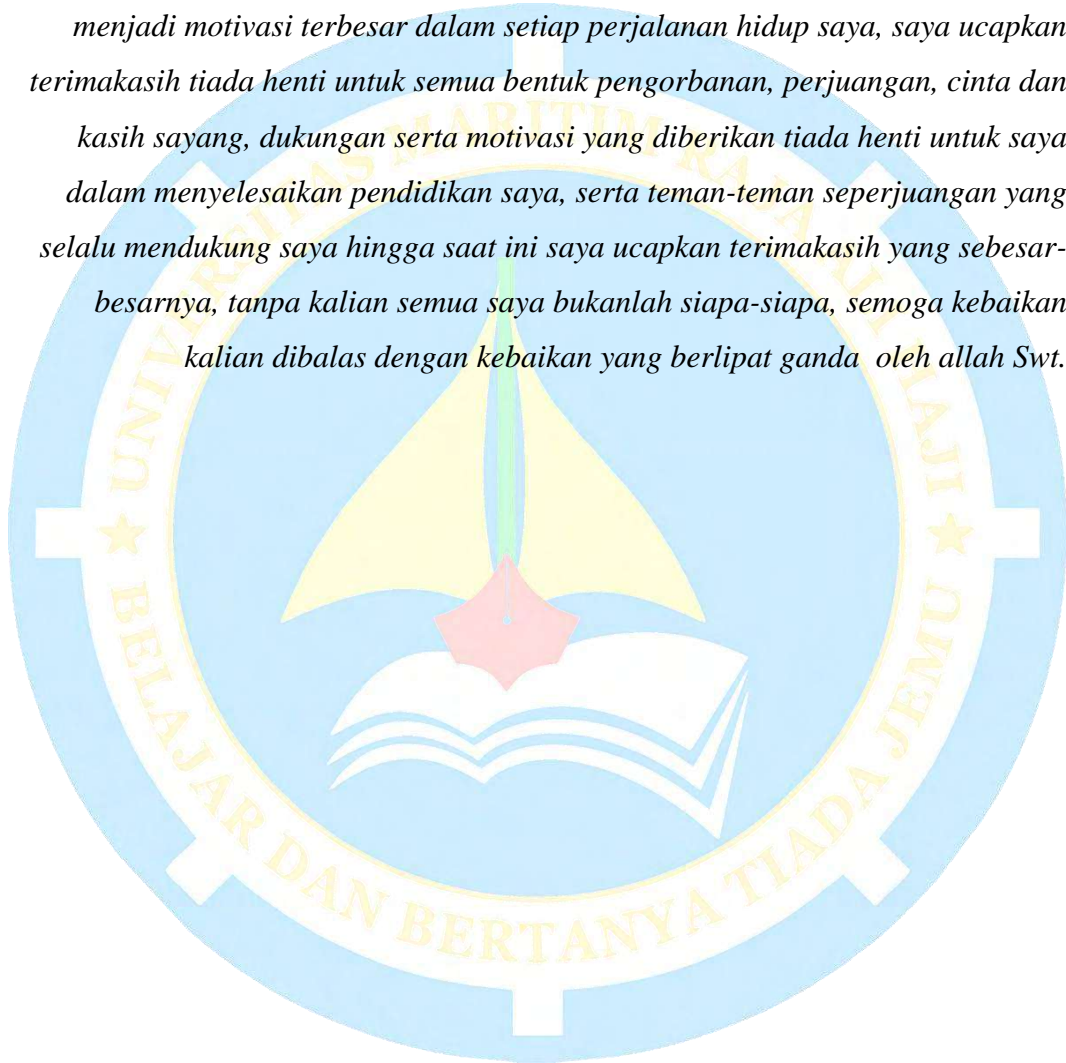 menjadi motivasi terbesar dalam setiap perjalanan hidup saya, saya ucapkan
terimakasih tiada henti untuk semua bentuk pengorbanan, perjuangan, cinta dan
kasih sayang, dukungan serta motivasi yang diberikan tiada henti untuk saya
dalam menyelesaikan pendidikan saya, serta teman-teman seperjuangan yang
selalu mendukung saya hingga saat ini saya ucapkan terimakasih yang sebesar-
besarnya, tanpa kalian semua saya bukanlah siapa-siapa, semoga kebaikan
kalian dibalas dengan kebaikan yang berlipat ganda  oleh allah Swt.
UNIVERSITAS MARITIM RAJA ALI HAJI
BELAJAR DAN BERTANYA TIADA JEMU